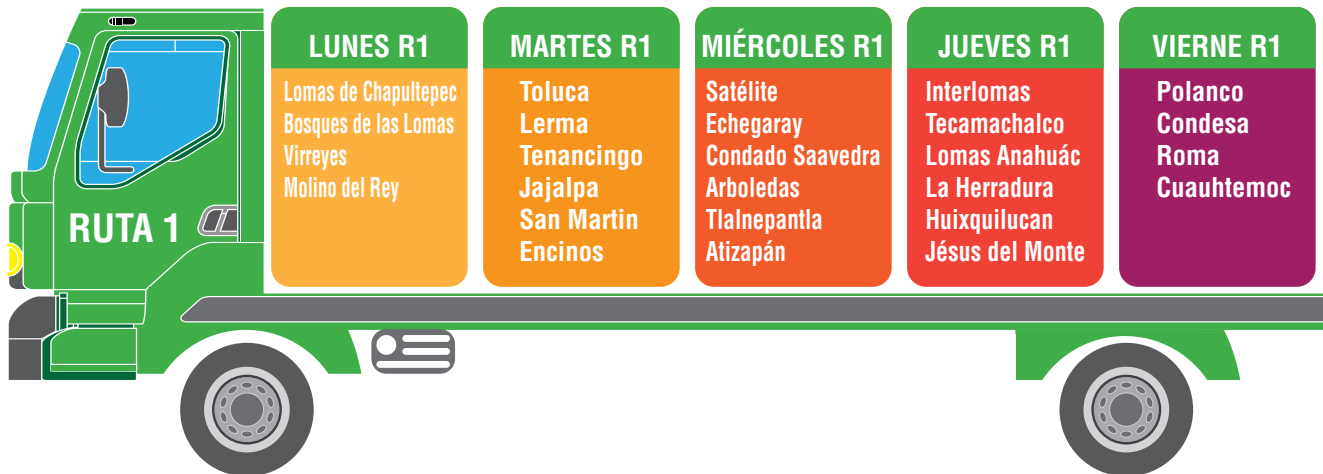 RUTA 1
LUNES R1
Lomas de Chapultepec
Bosques de las Lomas
Virreyes
Molino del Rey
MARTES R1
Toluca
Lerma
Tenancingo
Jajalpa
San Martin
Encinos
MIÉRCOLES R1
Satélite
Echegaray
Condado Saavedra
Arboledas
Tlalnepantla
Atizapán
JUEVES R1
Interlomas
Tecamachalco
Lomas Anahuác
La Herradura
Huixquilucan
Jésus del Monte
VIERNE R1
Polanco
Condesa
Roma
Cuauhtemoc